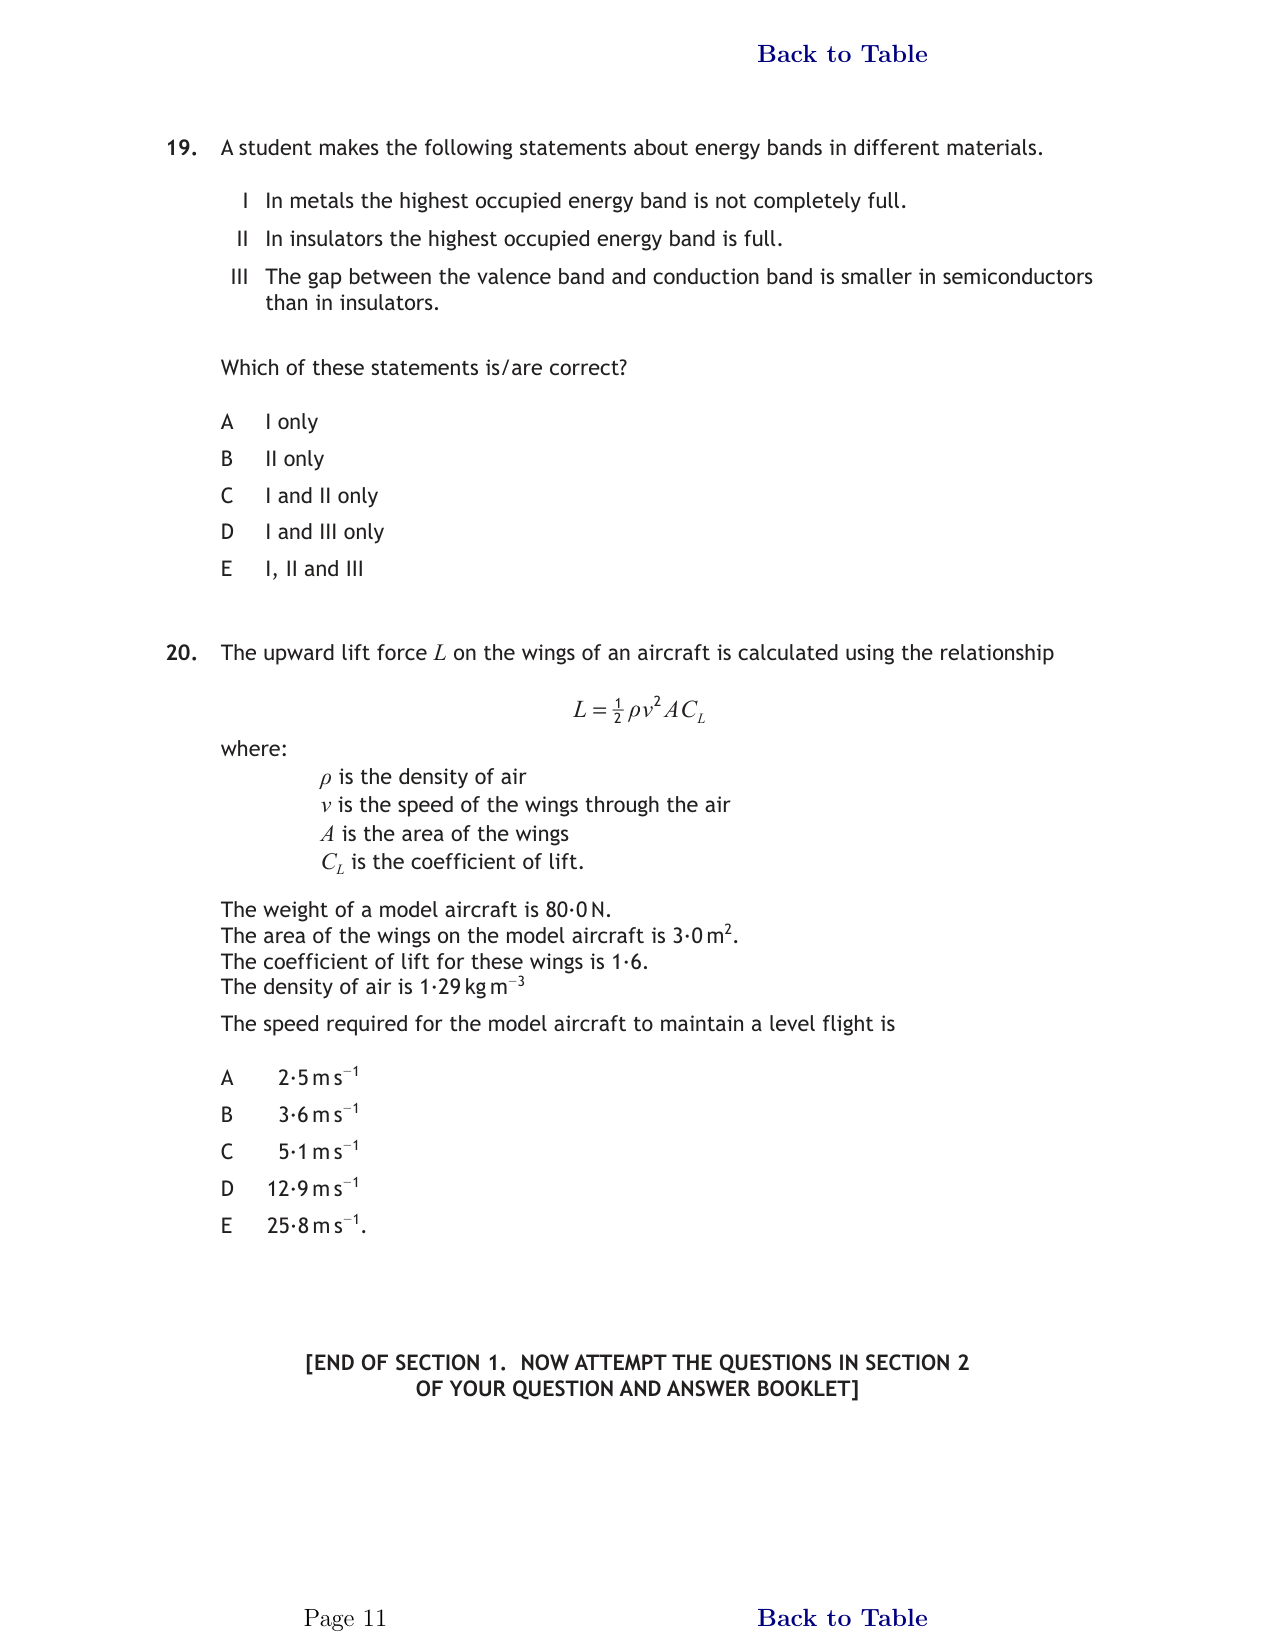 Back to Table
19. A student makes the following statements about energy bands in different materials.
I In metals the highest occupied energy band is not completely full.
II In insulators the highest occupied energy band is full.
III The gap between the valence band and conduction band is smaller in semiconductors
than in insulators.
Which of these statements is/are correct?
A I only
B II only
C I and II only
D I and III only
E I, II and III
20. The upward lift force L on the wings of an aircraft is calculated using the relationship
L = ½ ρv² AC_L
where:
ρ is the density of air
v is the speed of the wings through the air
A is the area of the wings
C_L is the coefficient of lift.
The weight of a model aircraft is 80·0 N.
The area of the wings on the model aircraft is 3·0 m².
The coefficient of lift for these wings is 1·6.
The density of air is 1·29 kg m⁻³
The speed required for the model aircraft to maintain a level flight is
A 2·5 m s⁻¹
B 3·6 m s⁻¹
C 5·1 m s⁻¹
D 12·9 m s⁻¹
E 25·8 m s⁻¹.
[END OF SECTION 1. NOW ATTEMPT THE QUESTIONS IN SECTION 2
OF YOUR QUESTION AND ANSWER BOOKLET]
Page 11 Back to Table